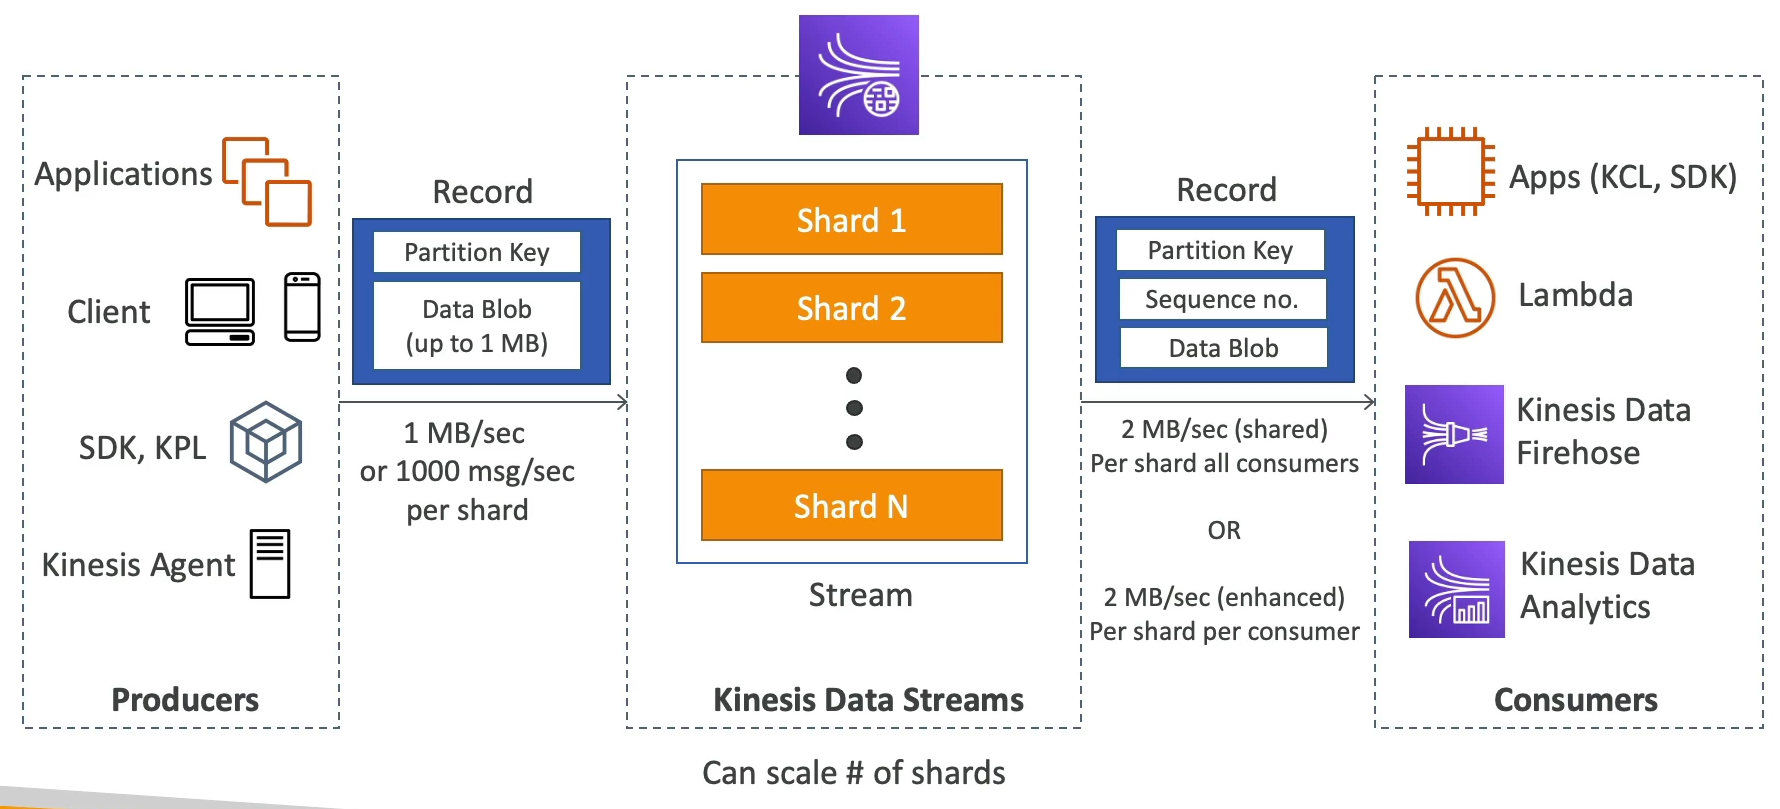 Applications
Client
SDK, KPL
Kinesis Agent
Producers
Record
Partition Key
Data Blob
(up to 1 MB)
1 MB/sec
or 1000 msg/sec
per shard
Shard 1
Shard 2
Shard N
Stream
Kinesis Data Streams
Can scale # of shards
Record
Partition Key
Sequence no.
Data Blob
2 MB/sec (shared)
Per shard all consumers
OR
2 MB/sec (enhanced)
Per shard per consumer
Apps (KCL, SDK)
Lambda
Kinesis Data
Firehose
Kinesis Data
Analytics
Consumers